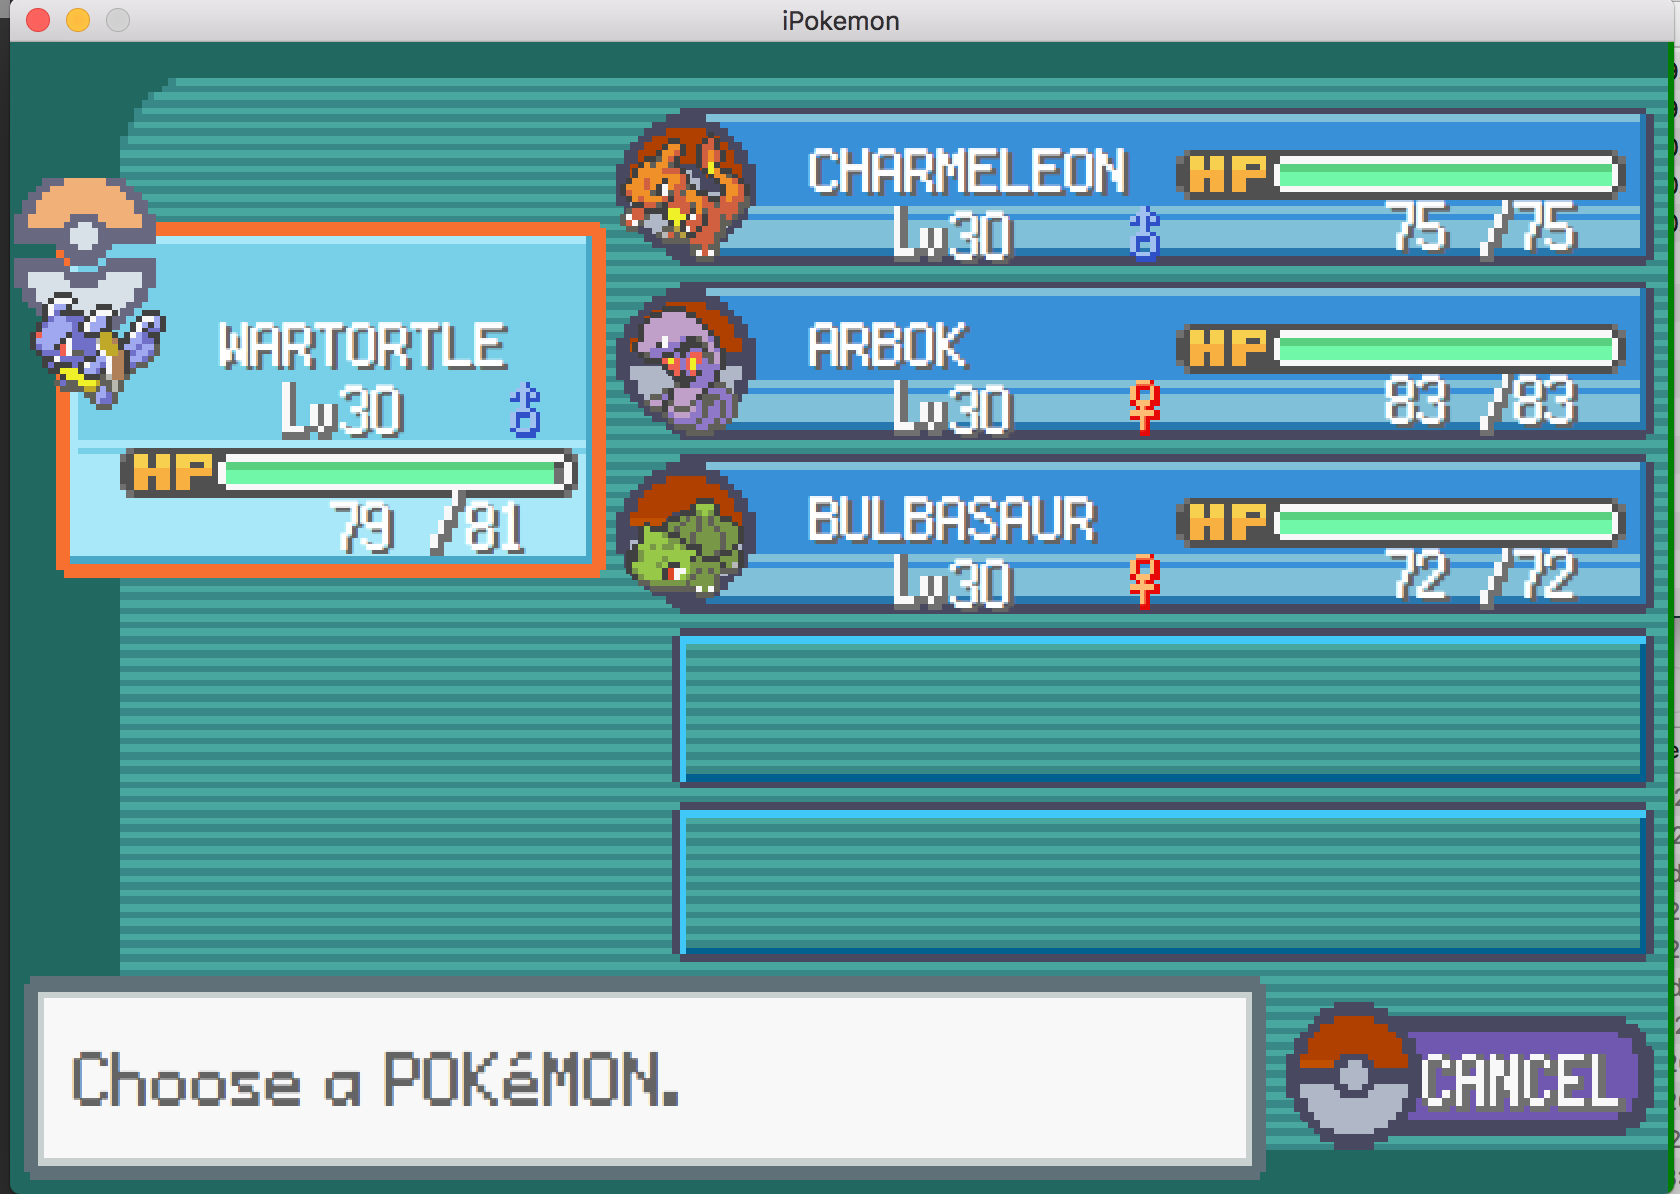 iPokemon
WARTORTLE
Lv30 ♂
HP
79 /81
CHARMELEON
HP
Lv30 ♂
75 /75
ARBOK
HP
Lv30 ♀
83 /83
BULBASAUR
HP
Lv30 ♀
72 /72
Choose a POKéMON.
CANCEL